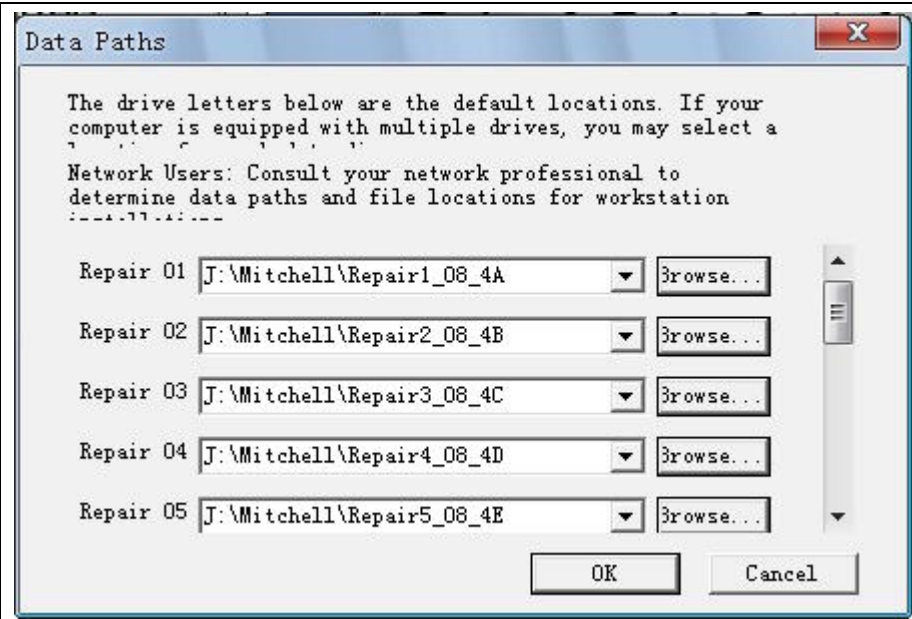 Data Paths
The drive letters below are the default locations. If your
computer is equipped with multiple drives, you may select a
Network Users: Consult your network professional to
determine data paths and file locations for workstation
Repair 01 J:\Mitchell\Repair1_08_4A Browse...
Repair 02 J:\Mitchell\Repair2_08_4B Browse...
Repair 03 J:\Mitchell\Repair3_08_4C Browse...
Repair 04 J:\Mitchell\Repair4_08_4D Browse...
Repair 05 J:\Mitchell\Repair5_08_4E Browse...
OK Cancel